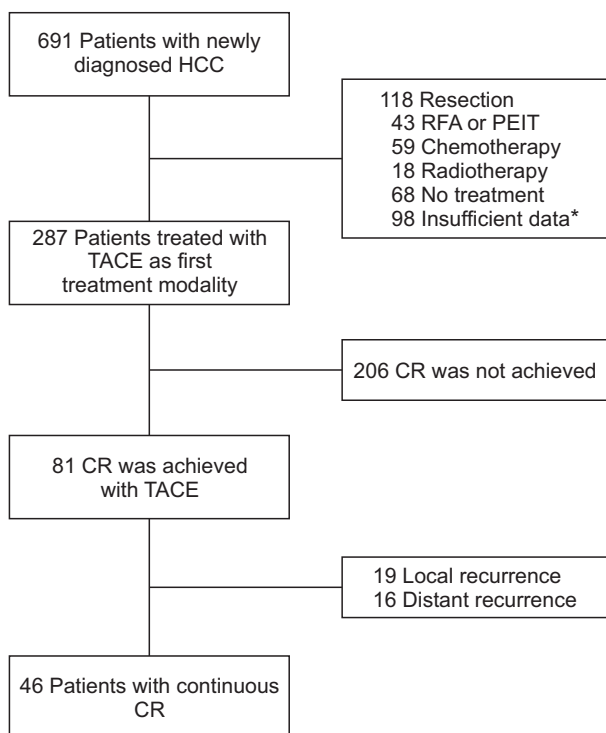 691 Patients with newly
diagnosed HCC
118 Resection
43 RFA or PEIT
59 Chemotherapy
18 Radiotherapy
68 No treatment
98 Insufficient data*
287 Patients treated with
TACE as first
treatment modality
206 CR was not achieved
81 CR was achieved
with TACE
19 Local recurrence
16 Distant recurrence
46 Patients with continuous
CR